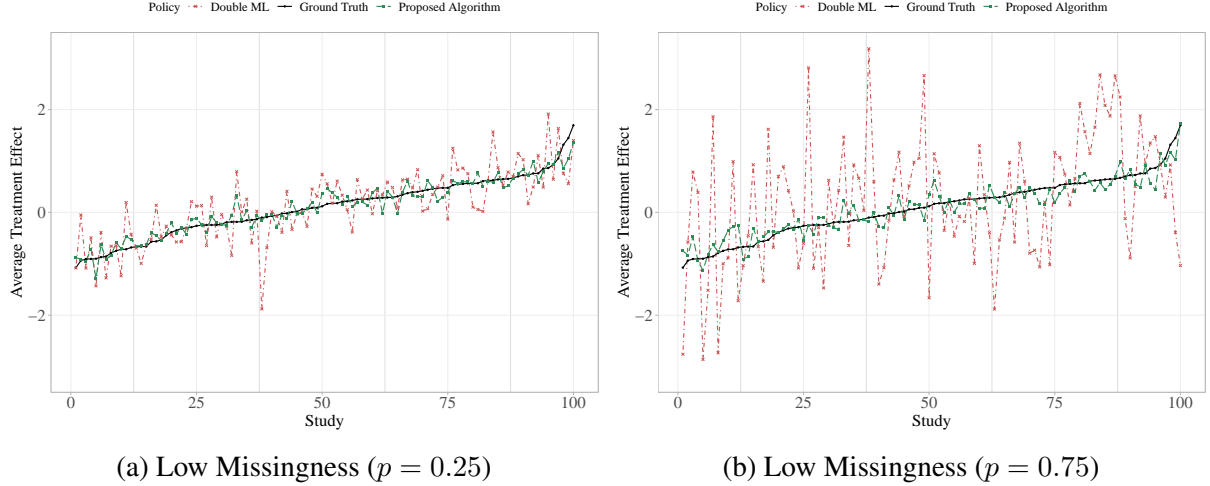 Policy Double ML Ground Truth Proposed Algorithm
Average Treatment Effect
2
0
−2
0 25 50 75 100
Study
(a) Low Missingness (p = 0.25)
Policy Double ML Ground Truth Proposed Algorithm
Average Treatment Effect
2
0
−2
0 25 50 75 100
Study
(b) Low Missingness (p = 0.75)